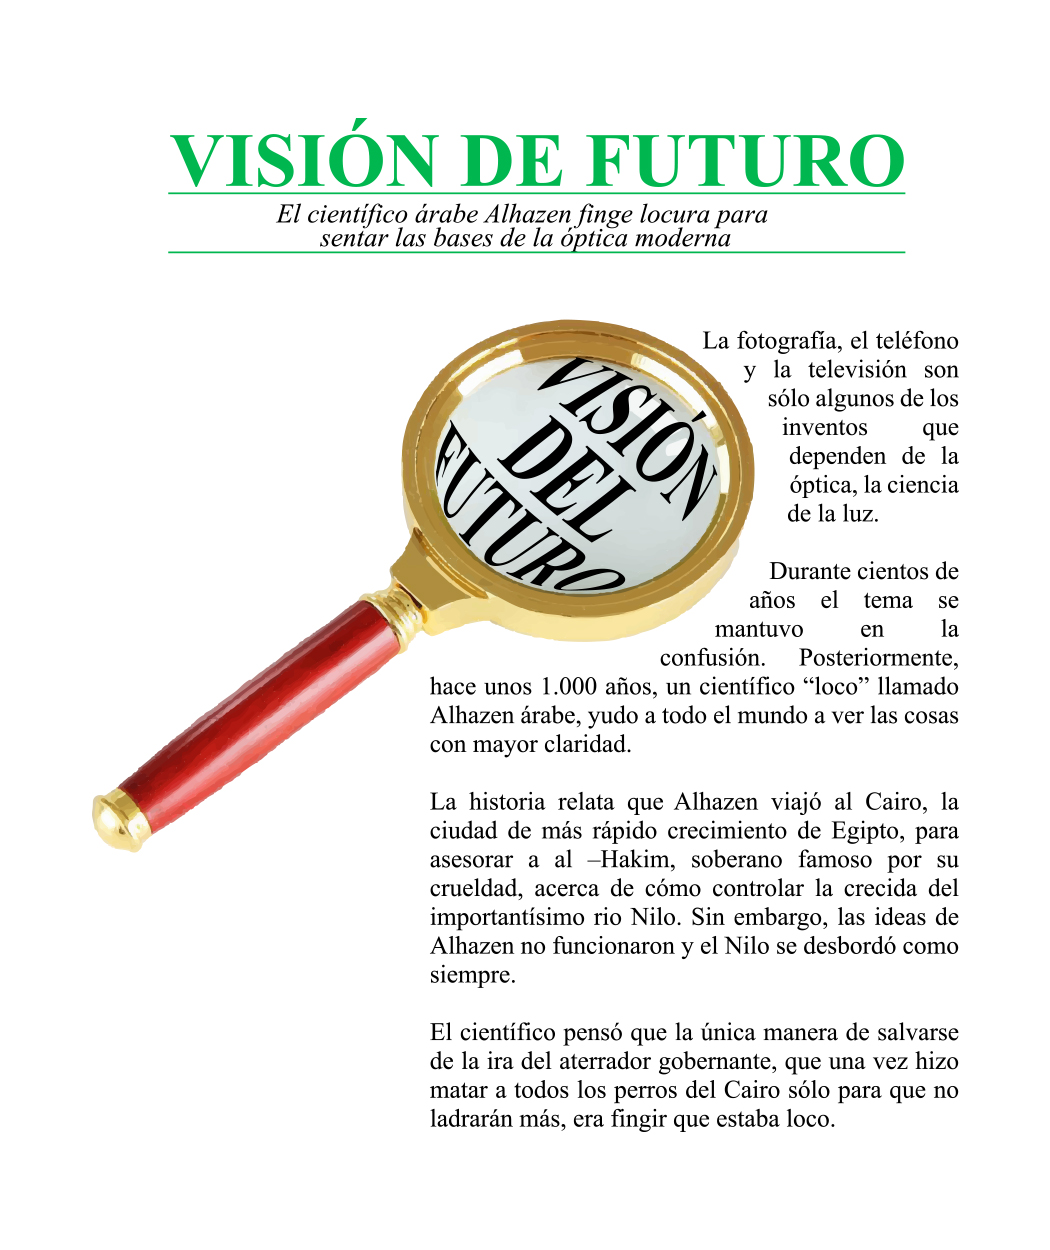 VISIÓN DE FUTURO
El científico árabe Alhazen finge locura para
sentar las bases de la óptica moderna
VISIÓN
DEL
FUTURO
La fotografía, el teléfono
y la televisión son
sólo algunos de los
inventos que
dependen de la
óptica, la ciencia
de la luz.
Durante cientos de
años el tema se
mantuvo en la
confusión. Posteriormente,
hace unos 1.000 años, un científico “loco” llamado
Alhazen árabe, yudo a todo el mundo a ver las cosas
con mayor claridad.
La historia relata que Alhazen viajó al Cairo, la
ciudad de más rápido crecimiento de Egipto, para
asesorar a al –Hakim, soberano famoso por su
crueldad, acerca de cómo controlar la crecida del
importantísimo rio Nilo. Sin embargo, las ideas de
Alhazen no funcionaron y el Nilo se desbordó como
siempre.
El científico pensó que la única manera de salvarse
de la ira del aterrador gobernante, que una vez hizo
matar a todos los perros del Cairo sólo para que no
ladrarán más, era fingir que estaba loco.